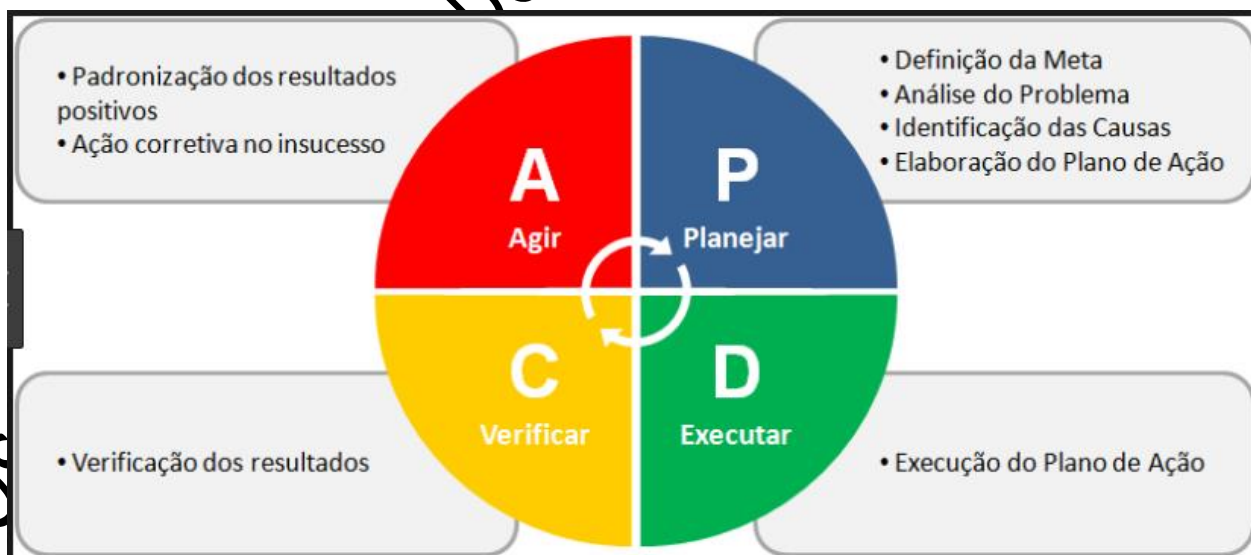 • Padronização dos resultados
positivos
• Ação corretiva no insucesso
• Definição da Meta
• Análise do Problema
• Identificação das Causas
• Elaboração do Plano de Ação
A
Agir
P
Planejar
C
Verificar
D
Executar
• Verificação dos resultados
• Execução do Plano de Ação